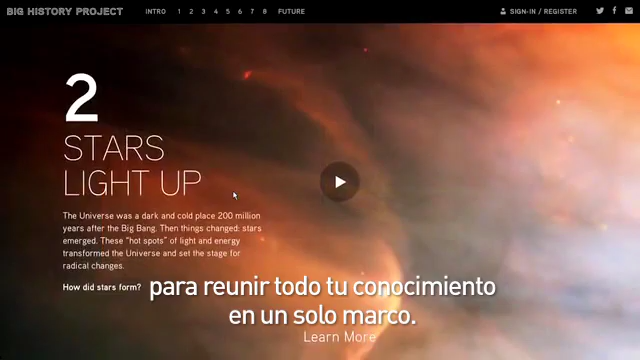 BIG HISTORY PROJECT
INTRO 1 2 3 4 5 6 7 8 FUTURE
SIGN-IN / REGISTER
2
STARS
LIGHT UP
The Universe was a dark and cold place 200 million
years after the Big Bang. Then things changed: stars
emerged. These "hot spots" of light and energy
transformed the Universe and set the stage for
radical changes.
How did stars form?
para reunir todo tu conocimiento
en un solo marco.
Learn More